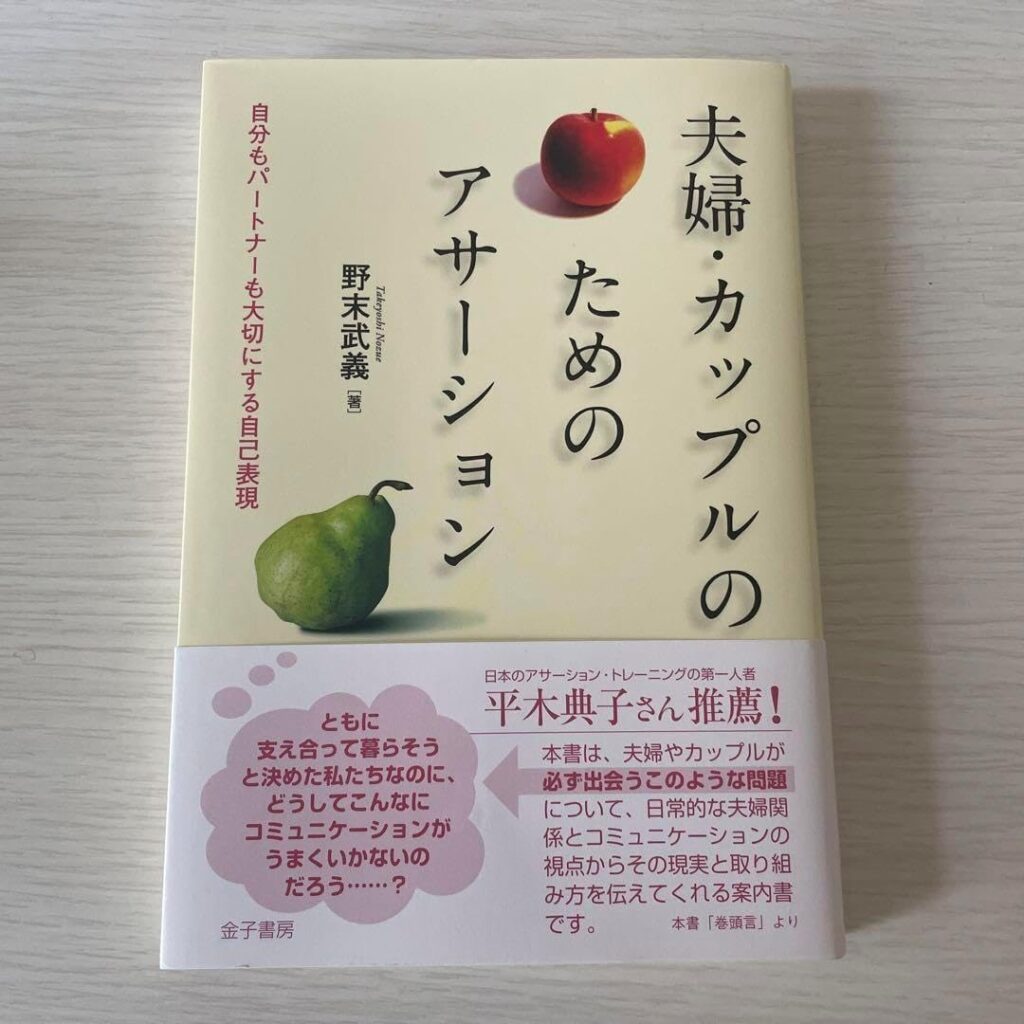 夫婦・カップルの
ための
アサーション
Takeyoshi Nozue
野末武義[著]
自分もパートナーも大切にする自己表現
日本のアサーション・トレーニングの第一人者
平木典子さん推薦!
本書は、夫婦やカップルが
必ず出会うこのような問題
について、日常的な夫婦関
係とコミュニケーションの
視点からその現実と取り組
み方を伝えてくれる案内書
です。
本書「巻頭言」より
ともに
支え合って暮らそう
と決めた私たちなのに、
どうしてこんなに
コミュニケーションが
うまくいかないの
だろう……?
金子書房